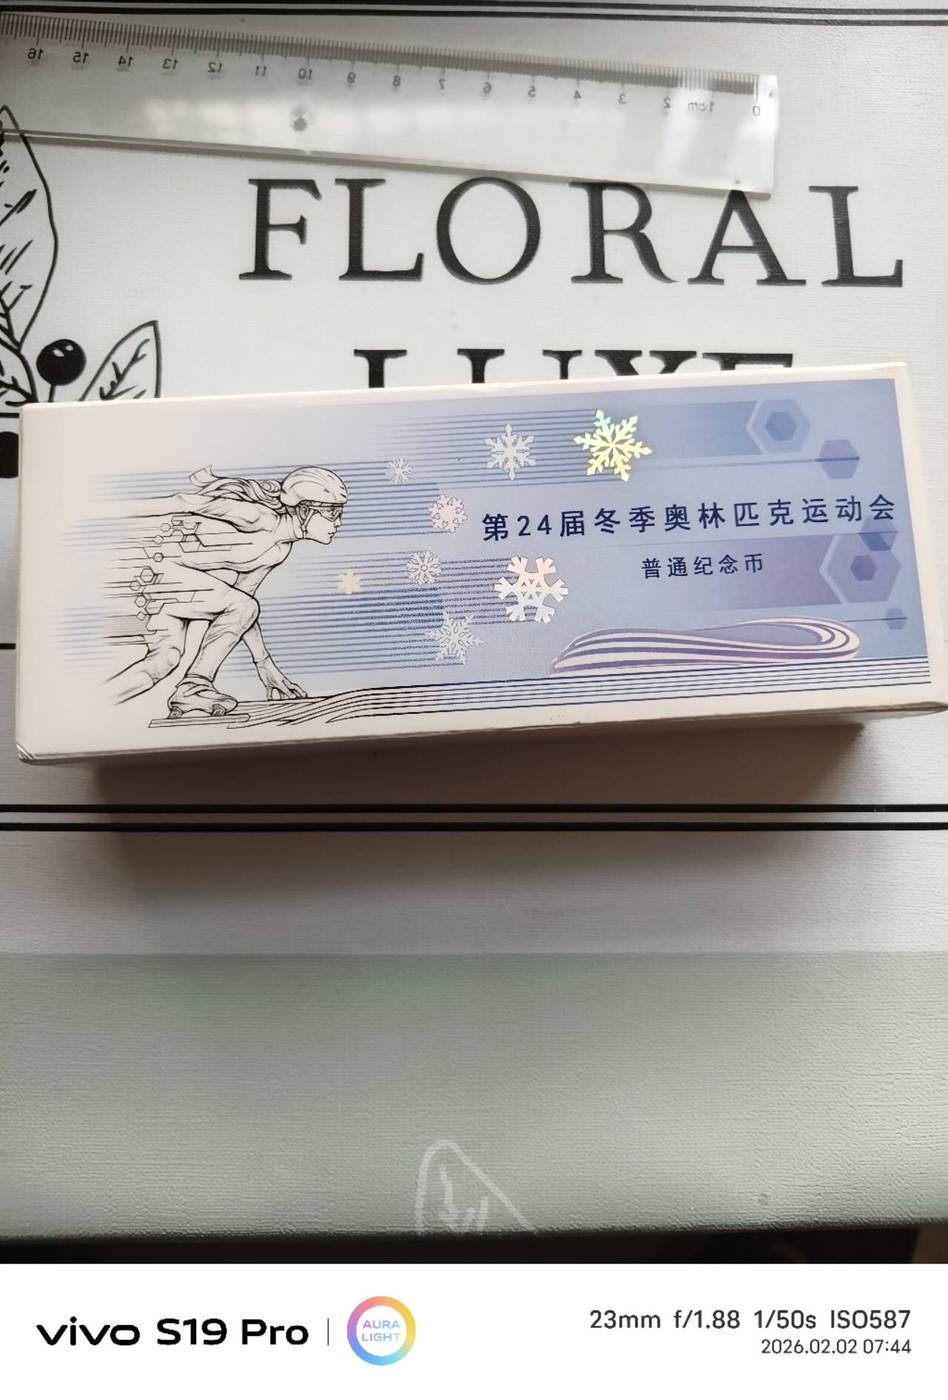 16 15 14 13 12 11 10 9 8 7 6 5 4 3 2 1cm 0
FLORAL
LUXE
第24届冬季奥林匹克运动会
普通纪念币
vivo S19 Pro
AURA
LIGHT
23mm f/1.88 1/50s ISO587
2026.02.02 07:44